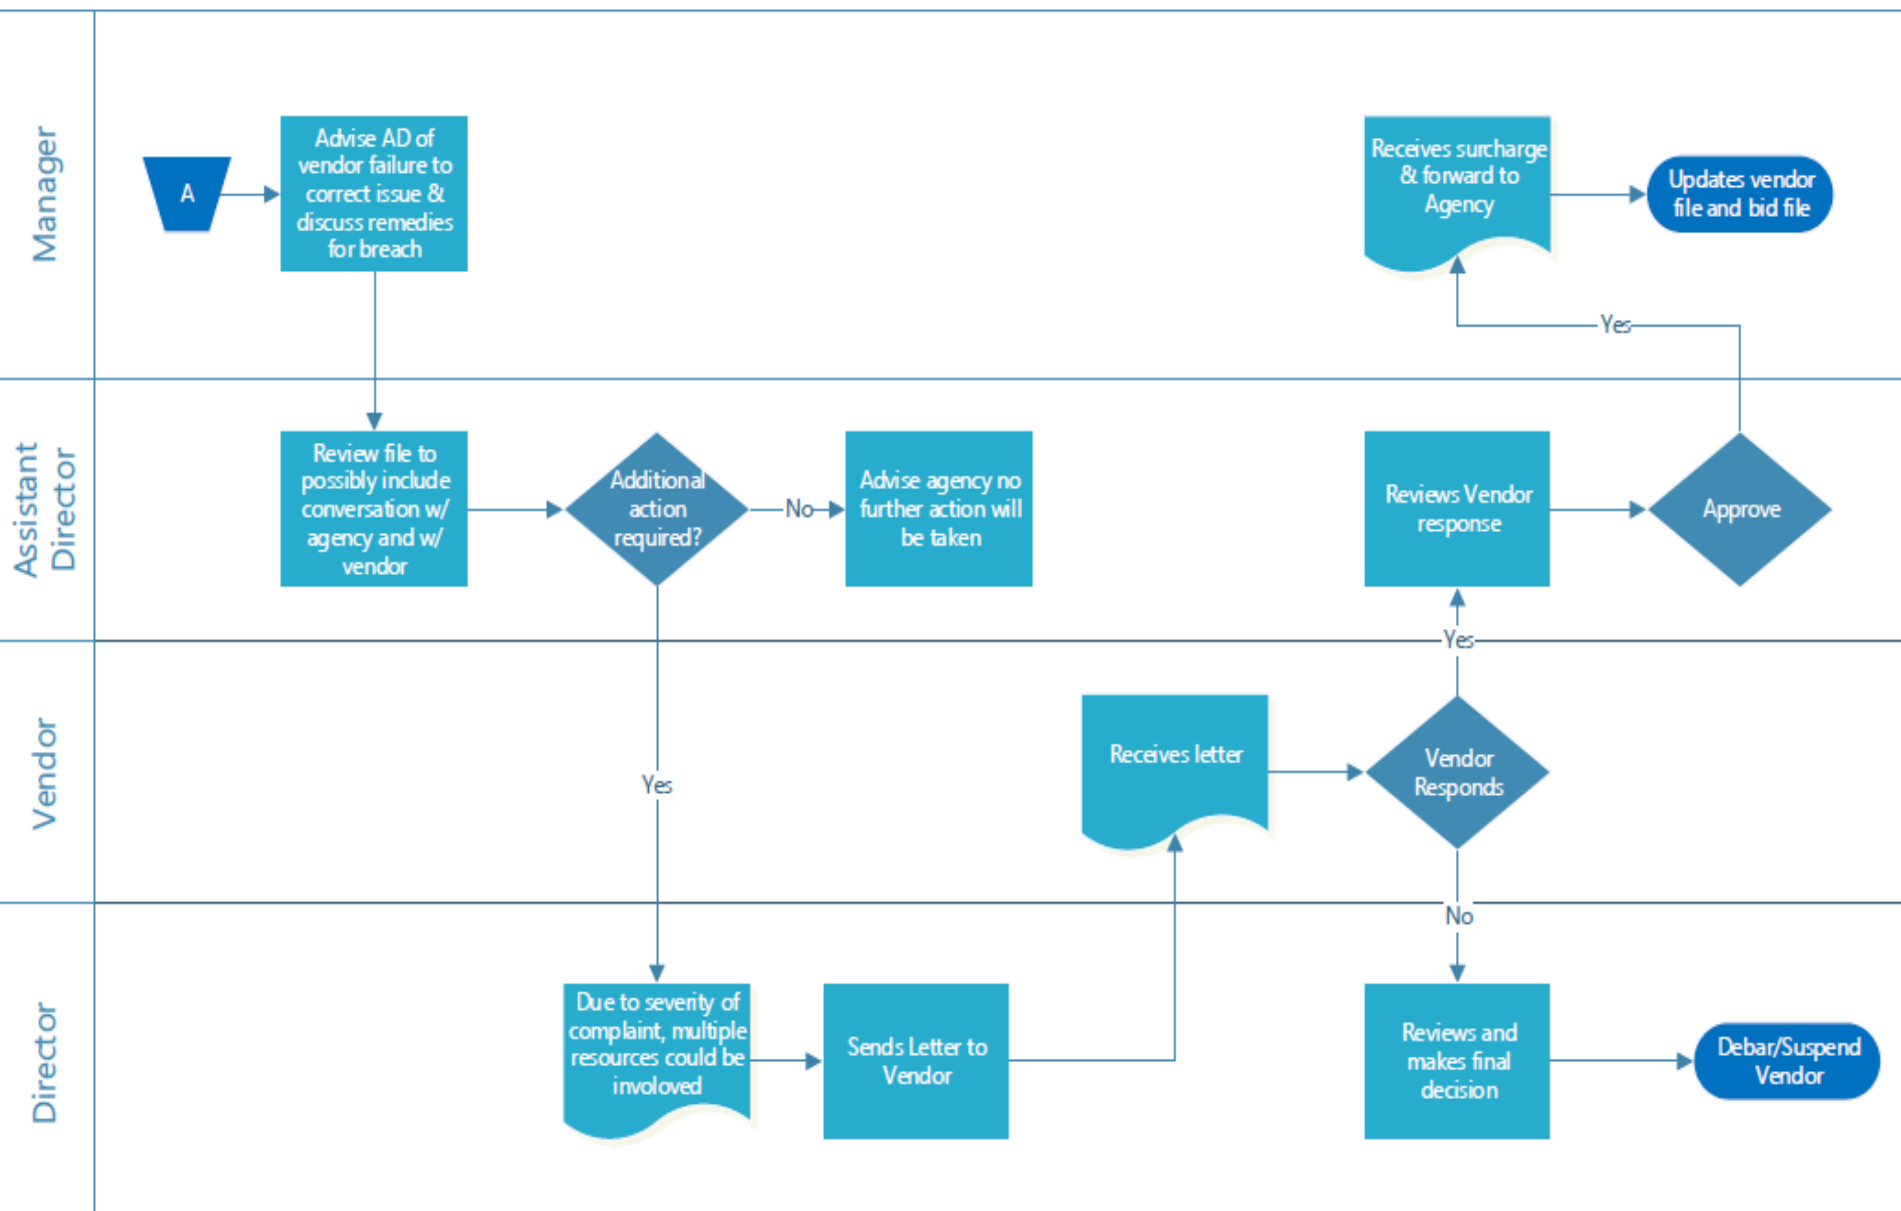 Manager
A
Advise AD of
vendor failure to
correct issue &
discuss remedies
for breach
Receives surcharge
& forward to
Agency
Updates vendor
file and bid file
Yes
Assistant
Director
Review file to
possibly include
conversation w/
agency and w/
vendor
Additional
action
required?
No
Advise agency no
further action will
be taken
Reviews Vendor
response
Approve
Yes
Vendor
Yes
Receives letter
Vendor
Responds
No
Director
Due to severity of
complaint, multiple
resources could be
involoved
Sends Letter to
Vendor
Reviews and
makes final
decision
Debar/Suspend
Vendor